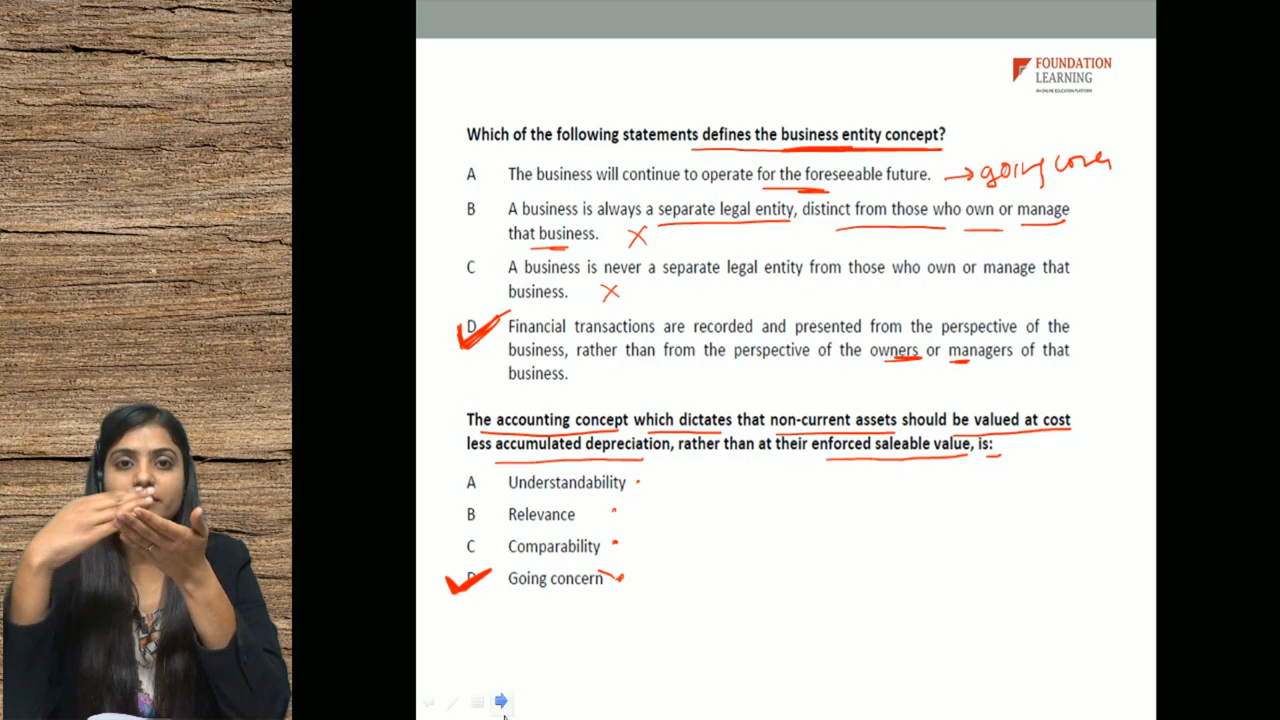 FOUNDATION
LEARNING
AN ONLINE EDUCATION PLATFORM
Which of the following statements defines the business entity concept?
A The business will continue to operate for the foreseeable future. → going
B A business is always a separate legal entity, distinct from those who own or manage
that business. X
C A business is never a separate legal entity from those who own or manage that
business. X
D Financial transactions are recorded and presented from the perspective of the
business, rather than from the perspective of the owners or managers of that
business.
The accounting concept which dictates that non-current assets should be valued at cost
less accumulated depreciation, rather than at their enforced saleable value, is:
A Understandability
B Relevance
C Comparability
D Going concern